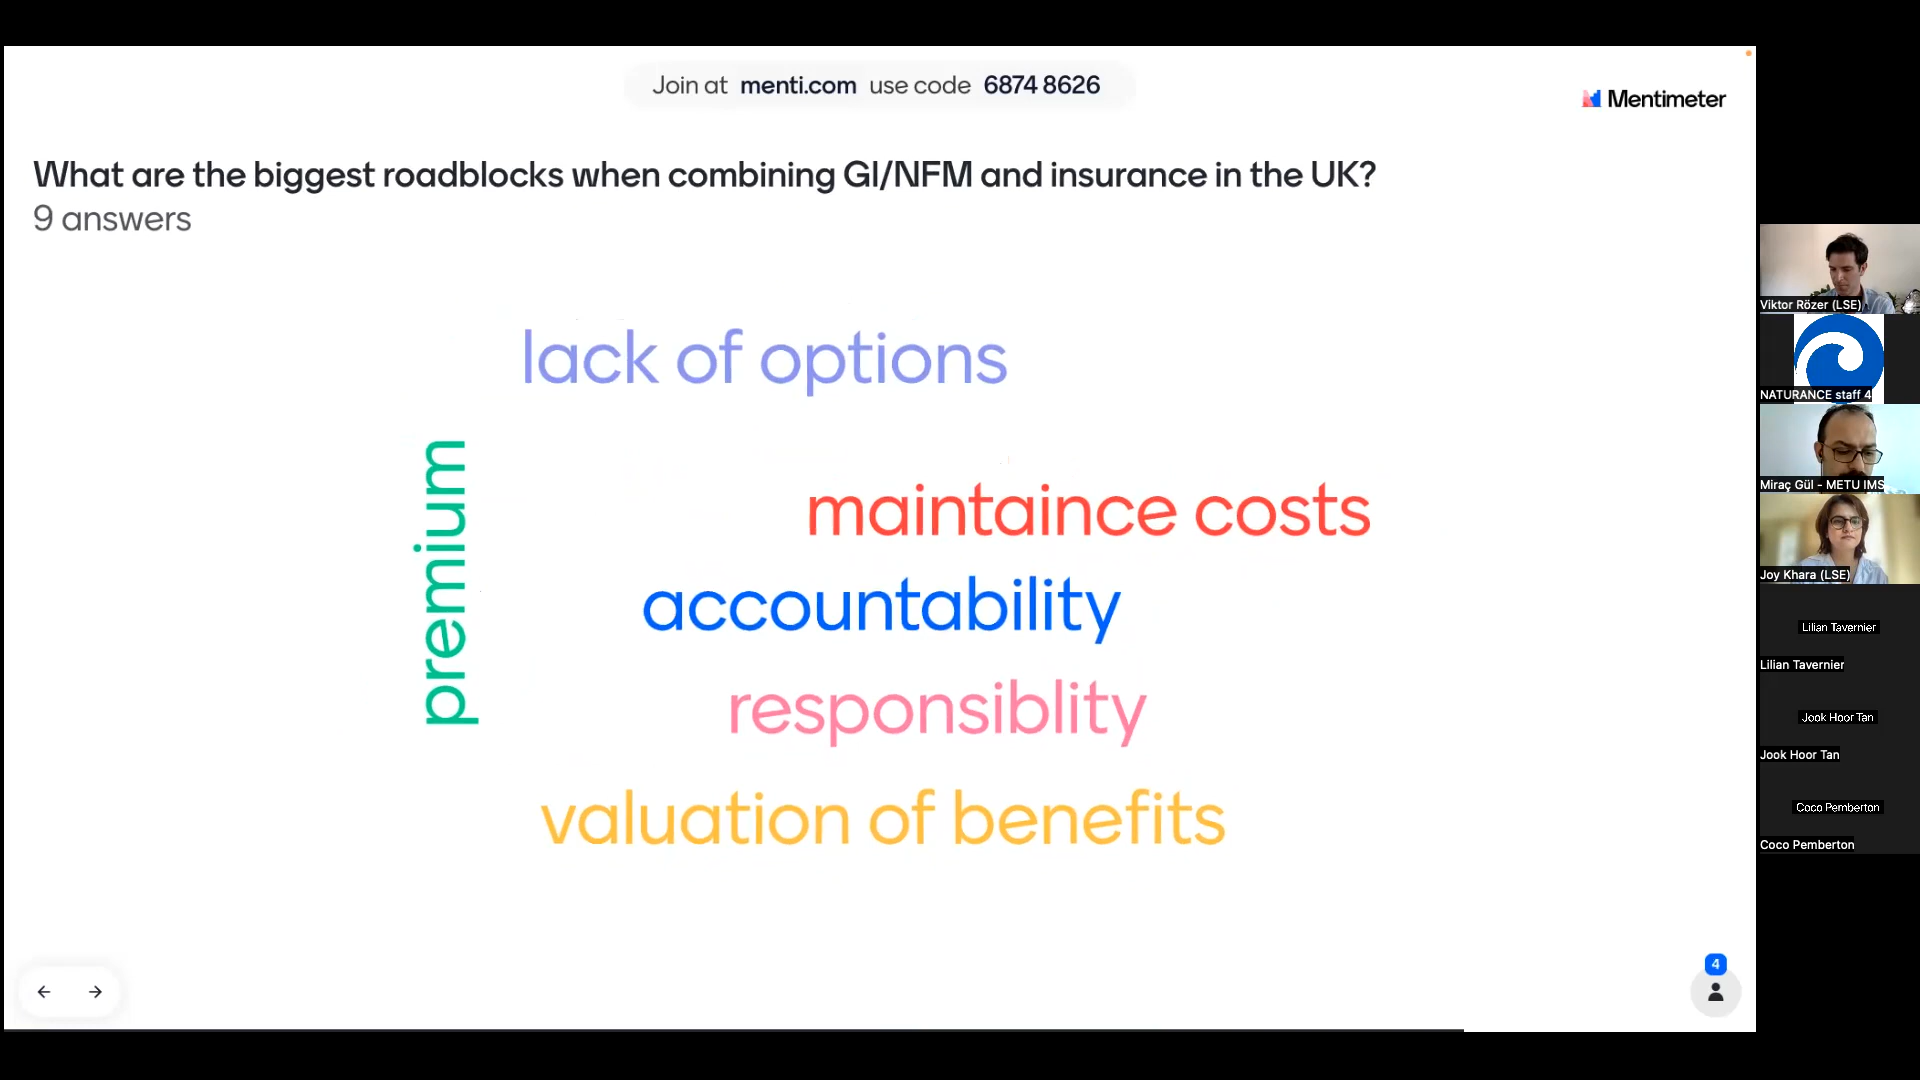 Join at menti.com use code 6874 8626
Mentimeter
What are the biggest roadblocks when combining GI/NFM and insurance in the UK?
9 answers
lack of options
premium
maintaince costs
accountability
responsiblity
valuation of benefits
4
Viktor Rözer (LSE)
NATURANCE staff 4
Miraç Gül - METU IMS
Joy Khara (LSE)
Lilian Tavernier
Lilian Tavernier
Jook Hoor Tan
Jook Hoor Tan
Coco Pemberton
Coco Pemberton